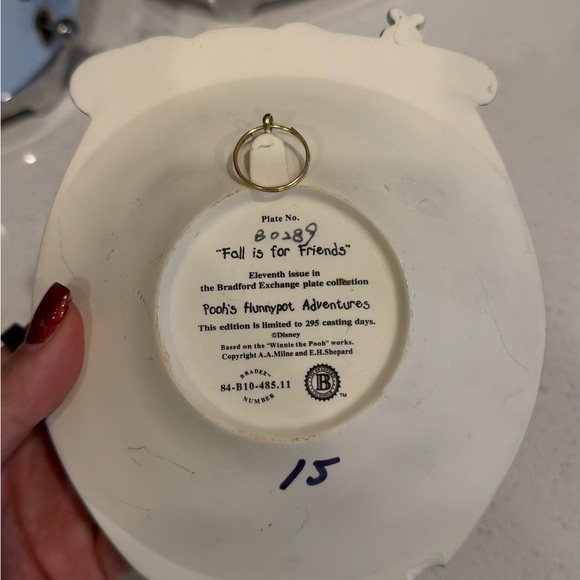 Plate No.
B0289
"Fall is for Friends"
Eleventh issue in
the Bradford Exchange plate collection
Pooh's Hunnypot Adventures
This edition is limited to 295 casting days.
©Disney
Based on the "Winnie the Pooh" works.
Copyright A.A.Milne and E.H.Shepard
BRADEX™
84-B10-485.11
NUMBER
B
™
15